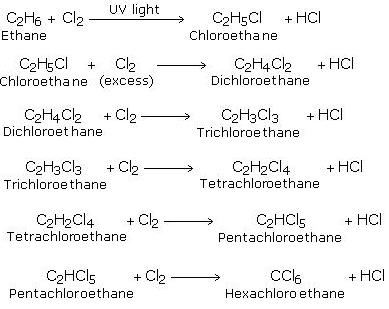 UV light
C₂H₆ + Cl₂ ⟶ C₂H₅Cl + HCl
Ethane Chloroethane
C₂H₅Cl + Cl₂ ⟶ C₂H₄Cl₂ + HCl
Chloroethane (excess) Dichloroethane
C₂H₄Cl₂ + Cl₂ ⟶ C₂H₃Cl₃ + HCl
Dichloroethane Trichloroethane
C₂H₃Cl₃ + Cl₂ ⟶ C₂H₂Cl₄ + HCl
Trichloroethane Tetrachloroethane
C₂H₂Cl₄ + Cl₂ ⟶ C₂HCl₅ + HCl
Tetrachloroethane Pentachloroethane
C₂HCl₅ + Cl₂ ⟶ CCl₆ + HCl
Pentachloroethane Hexachloroethane